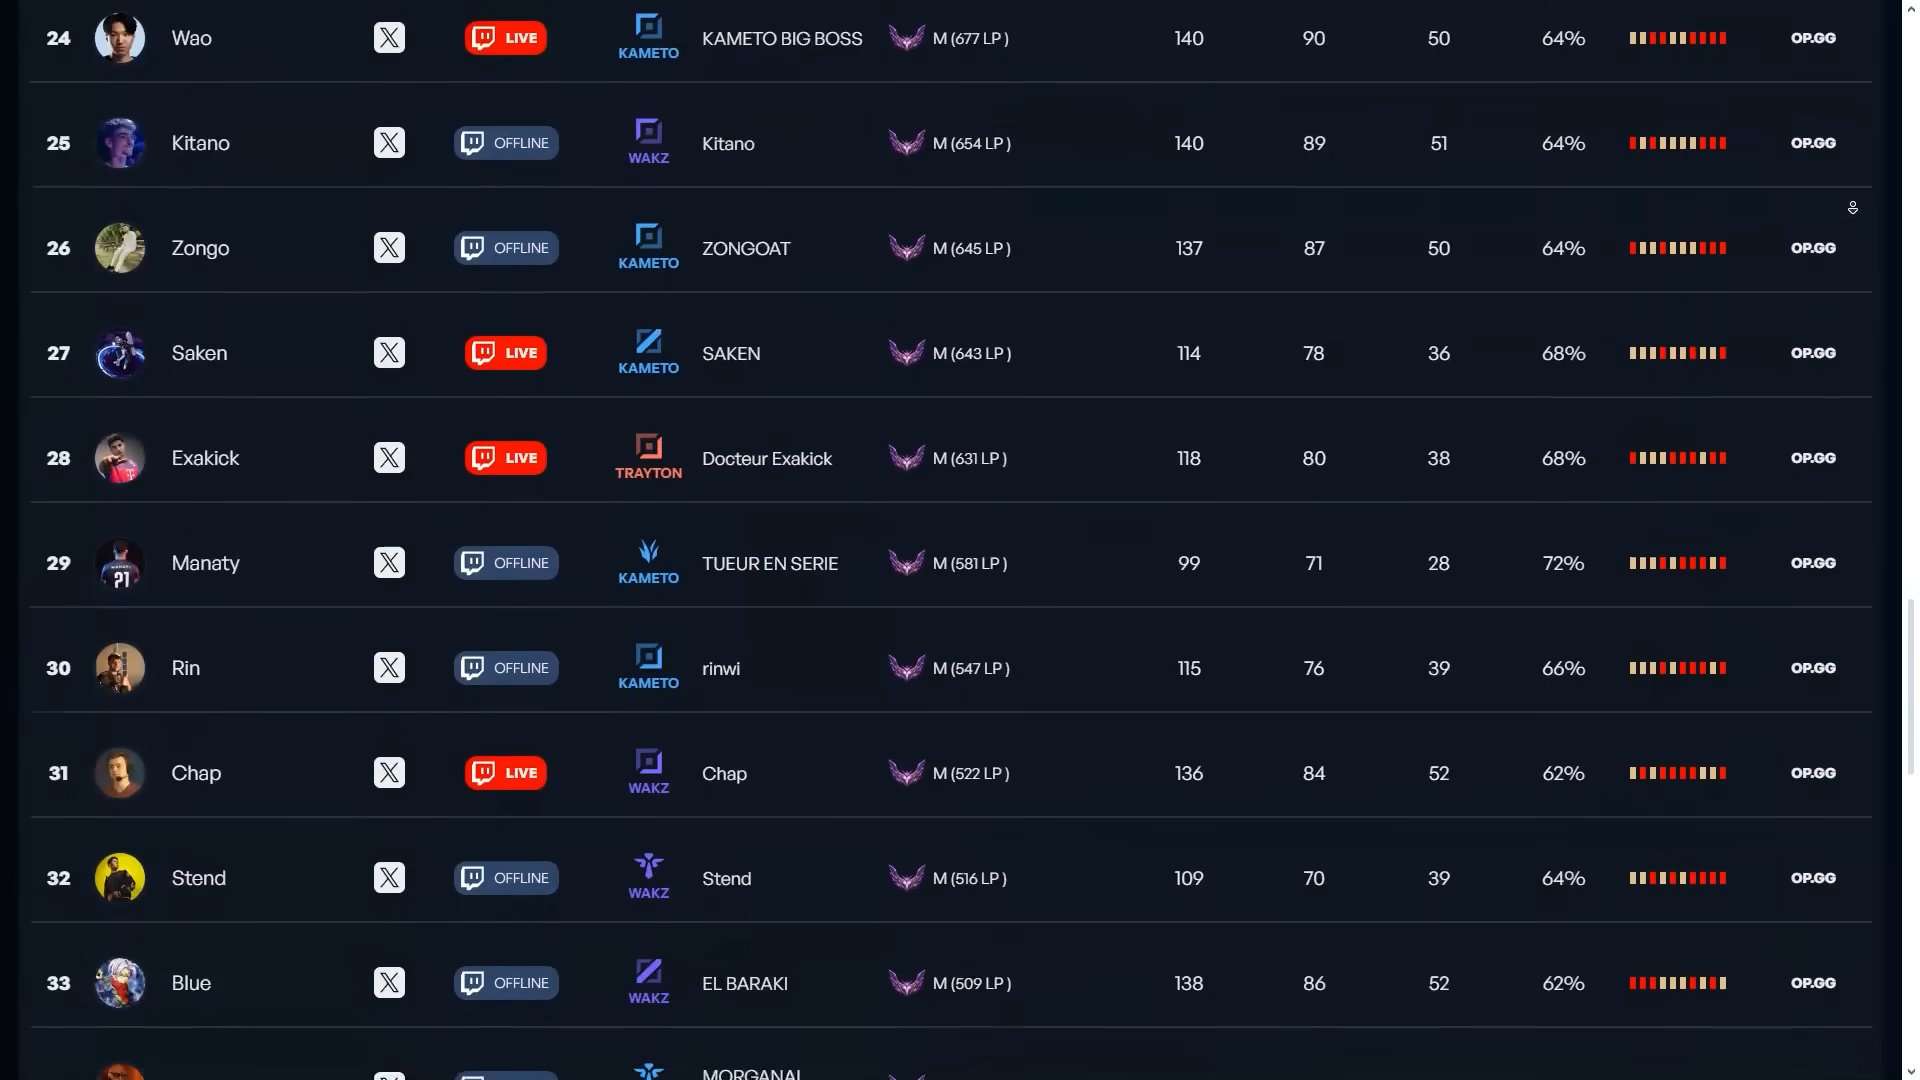 24 Wao X LIVE KAMETO KAMETO BIG BOSS M (677 LP ) 140 90 50 64% OP.GG
25 Kitano X OFFLINE WAKZ Kitano M (654 LP ) 140 89 51 64% OP.GG
26 Zongo X OFFLINE KAMETO ZONGOAT M (645 LP ) 137 87 50 64% OP.GG
27 Saken X LIVE KAMETO SAKEN M (643 LP ) 114 78 36 68% OP.GG
28 Exakick X LIVE TRAYTON Docteur Exakick M (631 LP ) 118 80 38 68% OP.GG
29 Manaty X OFFLINE KAMETO TUEUR EN SERIE M (581 LP ) 99 71 28 72% OP.GG
30 Rin X OFFLINE KAMETO rinwi M (547 LP ) 115 76 39 66% OP.GG
31 Chap X LIVE WAKZ Chap M (522 LP ) 136 84 52 62% OP.GG
32 Stend X OFFLINE WAKZ Stend M (516 LP ) 109 70 39 64% OP.GG
33 Blue X OFFLINE WAKZ EL BARAKI M (509 LP ) 138 86 52 62% OP.GG